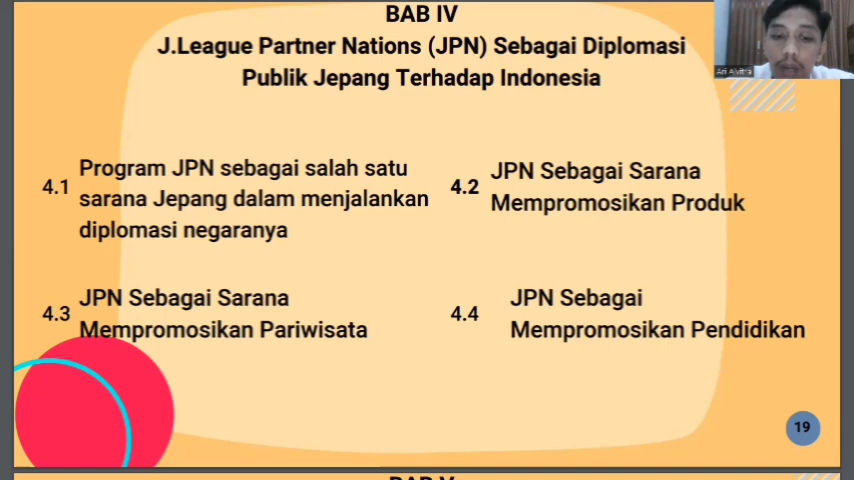 BAB IV
J.League Partner Nations (JPN) Sebagai Diplomasi
Publik Jepang Terhadap Indonesia
4.1
Program JPN sebagai salah satu
sarana Jepang dalam menjalankan
diplomasi negaranya
4.2
JPN Sebagai Sarana
Mempromosikan Produk
4.3
JPN Sebagai Sarana
Mempromosikan Pariwisata
4.4
JPN Sebagai
Mempromosikan Pendidikan
19